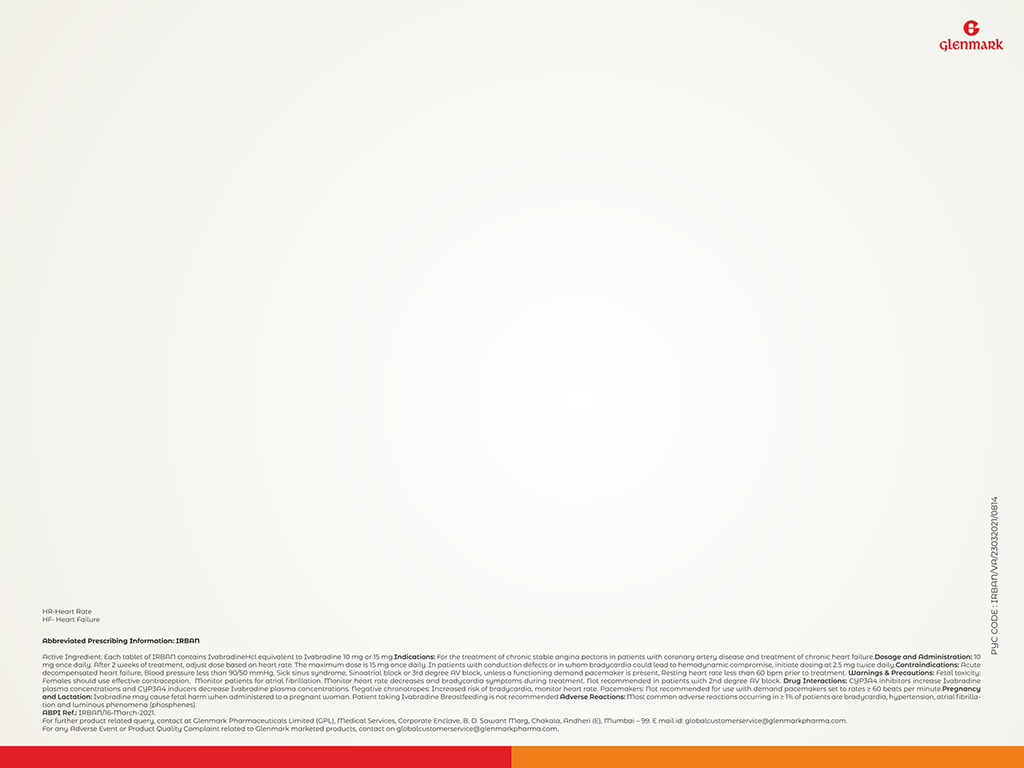 Glenmark
HR-Heart Rate
HF- Heart Failure
Abbreviated Prescribing Information: IRBAN
Active Ingredient: Each tablet of IRBAN contains IvabradineHcl equivalent to Ivabradine 10 mg or 15 mg.Indications: For the treatment of chronic stable angina pectoris in patients with coronary artery disease and treatment of chronic heart failure.Dosage and Administration: 10
mg once daily. After 2 weeks of treatment, adjust dose based on heart rate. The maximum dose is 15 mg once daily. In patients with conduction defects or in whom bradycardia could lead to hemodynamic compromise, initiate dosing at 2.5 mg twice daily.Contraindications: Acute
decompensated heart failure, Blood pressure less than 90/50 mmHg, Sick sinus syndrome, Sinoatrial block or 3rd degree AV block, unless a functioning demand pacemaker is present, Resting heart rate less than 60 bpm prior to treatment. Warnings & Precautions: Fetal toxicity:
Females should use effective contraception. Monitor patients for atrial fibrillation. Monitor heart rate decreases and bradycardia symptoms during treatment. Not recommended in patients with 2nd degree AV block. Drug Interactions: CYP3A4 inhibitors increase Ivabradine
plasma concentrations and CYP3A4 inducers decrease Ivabradine plasma concentrations. Negative chronotropes: Increased risk of bradycardia, monitor heart rate. Pacemakers: Not recommended for use with demand pacemakers set to rates ≥ 60 beats per minute.Pregnancy
and Lactation: Ivabradine may cause fetal harm when administered to a pregnant woman. Patient taking Ivabradine Breastfeeding is not recommended Adverse Reactions: Most common adverse reactions occurring in ≥ 1% of patients are bradycardia, hypertension, atrial fibrilla-
tion and luminous phenomena (phosphenes).
ABPI Ref.: IRBAN/16-March-2021.
For further product related query, contact at Glenmark Pharmaceuticals Limited (GPL), Medical Services, Corporate Enclave, B. D. Sawant Marg, Chakala, Andheri (E), Mumbai – 99. E mail id: globalcustomerservice@glenmarkpharma.com.
For any Adverse Event or Product Quality Complaint related to Glenmark marketed products, contact on globalcustomerservice@glenmarkpharma.com.
PYC CODE : IRBAN/VA/23032021/0814